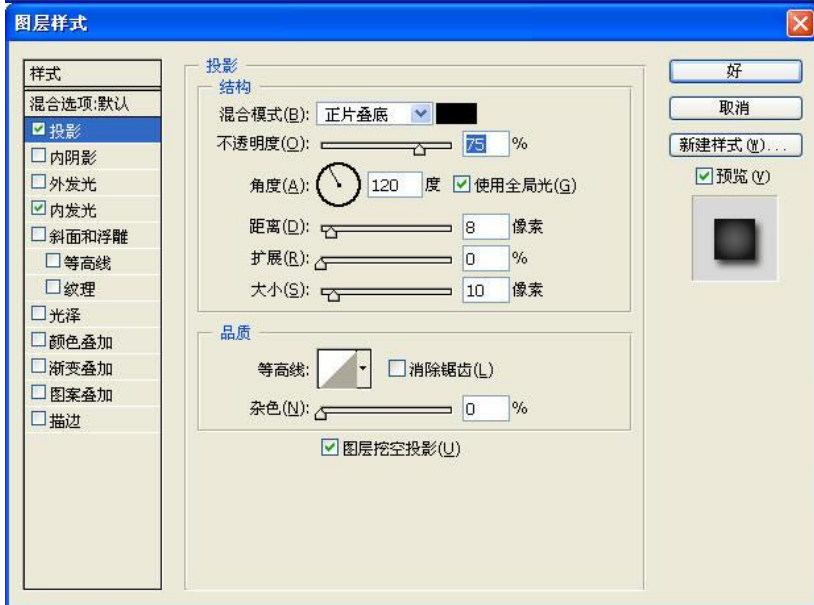 图层样式
样式
混合选项:默认
投影
内阴影
外发光
内发光
斜面和浮雕
等高线
纹理
光泽
颜色叠加
渐变叠加
图案叠加
描边
投影
结构
混合模式(B): 正片叠底
不透明度(O): 75 %
角度(A): 120 度 使用全局光(G)
距离(D): 8 像素
扩展(R): 0 %
大小(S): 10 像素
品质
等高线: 消除锯齿(L)
杂色(N): 0 %
图层挖空投影(U)
好
取消
新建样式(W)...
预览(V)